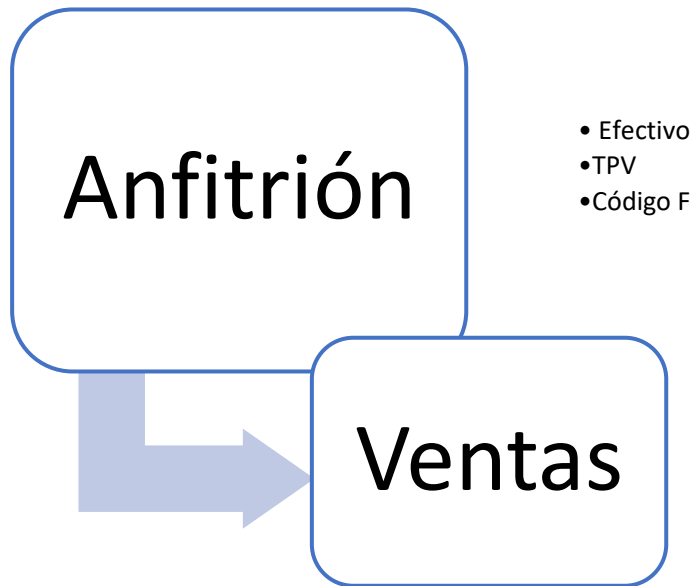 Anfitrión
• Efectivo
•TPV
•Código F
Ventas